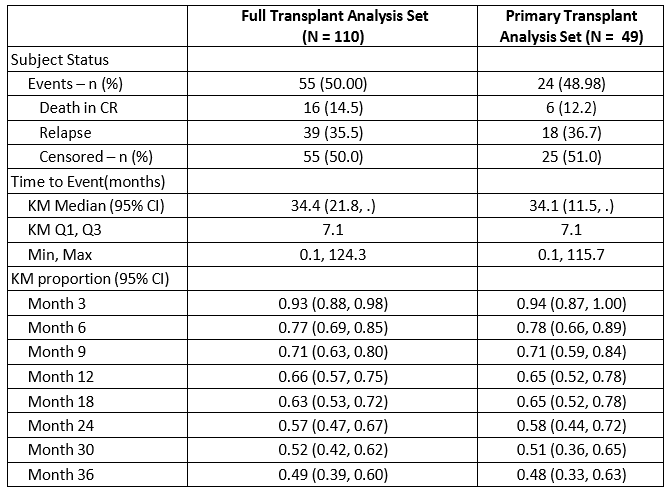 Full Transplant Analysis Set (N = 110) Primary Transplant Analysis Set (N = 49)
Subject Status
Events – n (%) 55 (50.00) 24 (48.98)
Death in CR 16 (14.5) 6 (12.2)
Relapse 39 (35.5) 18 (36.7)
Censored – n (%) 55 (50.0) 25 (51.0)
Time to Event(months)
KM Median (95% CI) 34.4 (21.8, .) 34.1 (11.5, .)
KM Q1, Q3 7.1 7.1
Min, Max 0.1, 124.3 0.1, 115.7
KM proportion (95% CI)
Month 3 0.93 (0.88, 0.98) 0.94 (0.87, 1.00)
Month 6 0.77 (0.69, 0.85) 0.78 (0.66, 0.89)
Month 9 0.71 (0.63, 0.80) 0.71 (0.59, 0.84)
Month 12 0.66 (0.57, 0.75) 0.65 (0.52, 0.78)
Month 18 0.63 (0.53, 0.72) 0.65 (0.52, 0.78)
Month 24 0.57 (0.47, 0.67) 0.58 (0.44, 0.72)
Month 30 0.52 (0.42, 0.62) 0.51 (0.36, 0.65)
Month 36 0.49 (0.39, 0.60) 0.48 (0.33, 0.63)